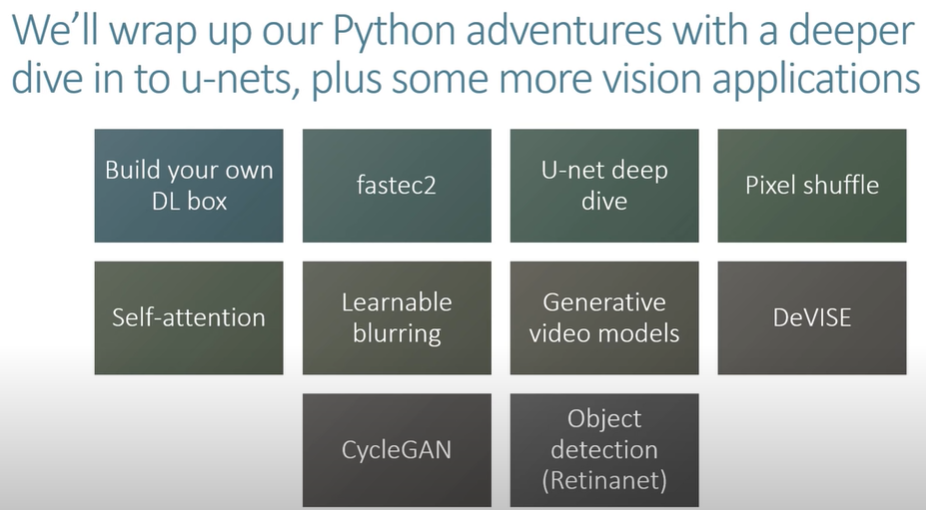 We'll wrap up our Python adventures with a deeper
dive in to u-nets, plus some more vision applications
Build your own
DL box
fastec2
U-net deep
dive
Pixel shuffle
Self-attention
Learnable
blurring
Generative
video models
DeVISE
CycleGAN
Object
detection
(Retinanet)